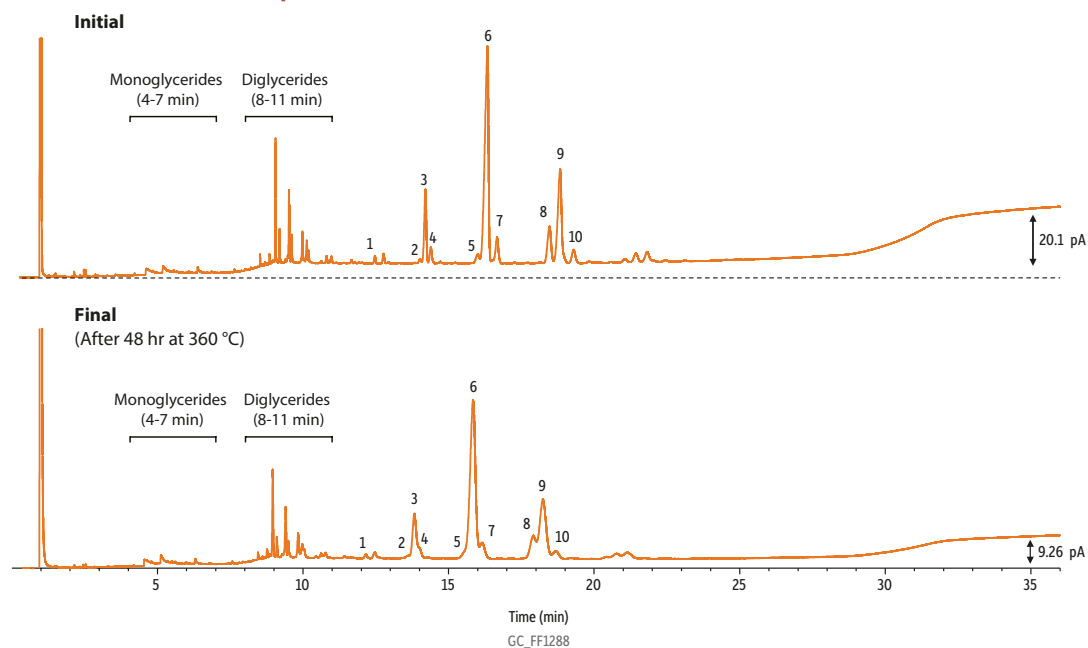 Initial
Monoglycerides
(4-7 min)
Diglycerides
(8-11 min)
1
2
3
4
5
6
7
8
9
10
20.1 pA
Final
(After 48 hr at 360 °C)
Monoglycerides
(4-7 min)
Diglycerides
(8-11 min)
1
2
3
4
5
6
7
8
9
10
9.26 pA
5 10 15 20 25 30 35
Time (min)
GC_FF1288